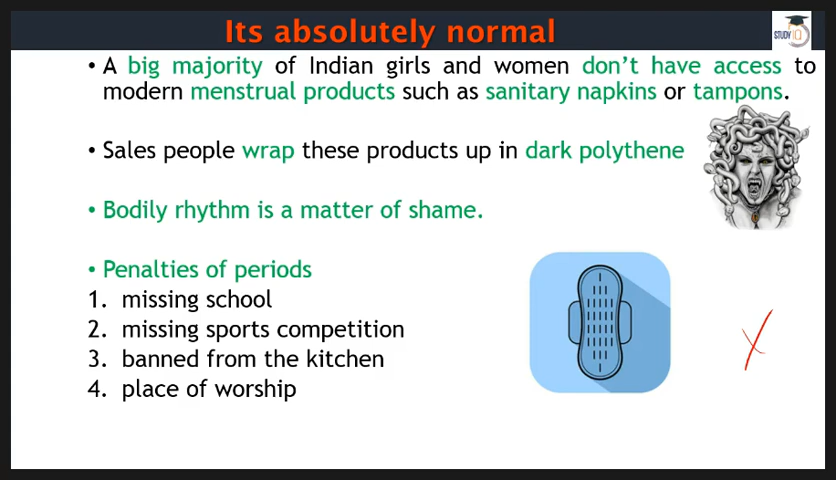 Its absolutely normal
STUDY iQ
• A big majority of Indian girls and women don't have access to
modern menstrual products such as sanitary napkins or tampons.
• Sales people wrap these products up in dark polythene
• Bodily rhythm is a matter of shame.
• Penalties of periods
1. missing school
2. missing sports competition
3. banned from the kitchen
4. place of worship